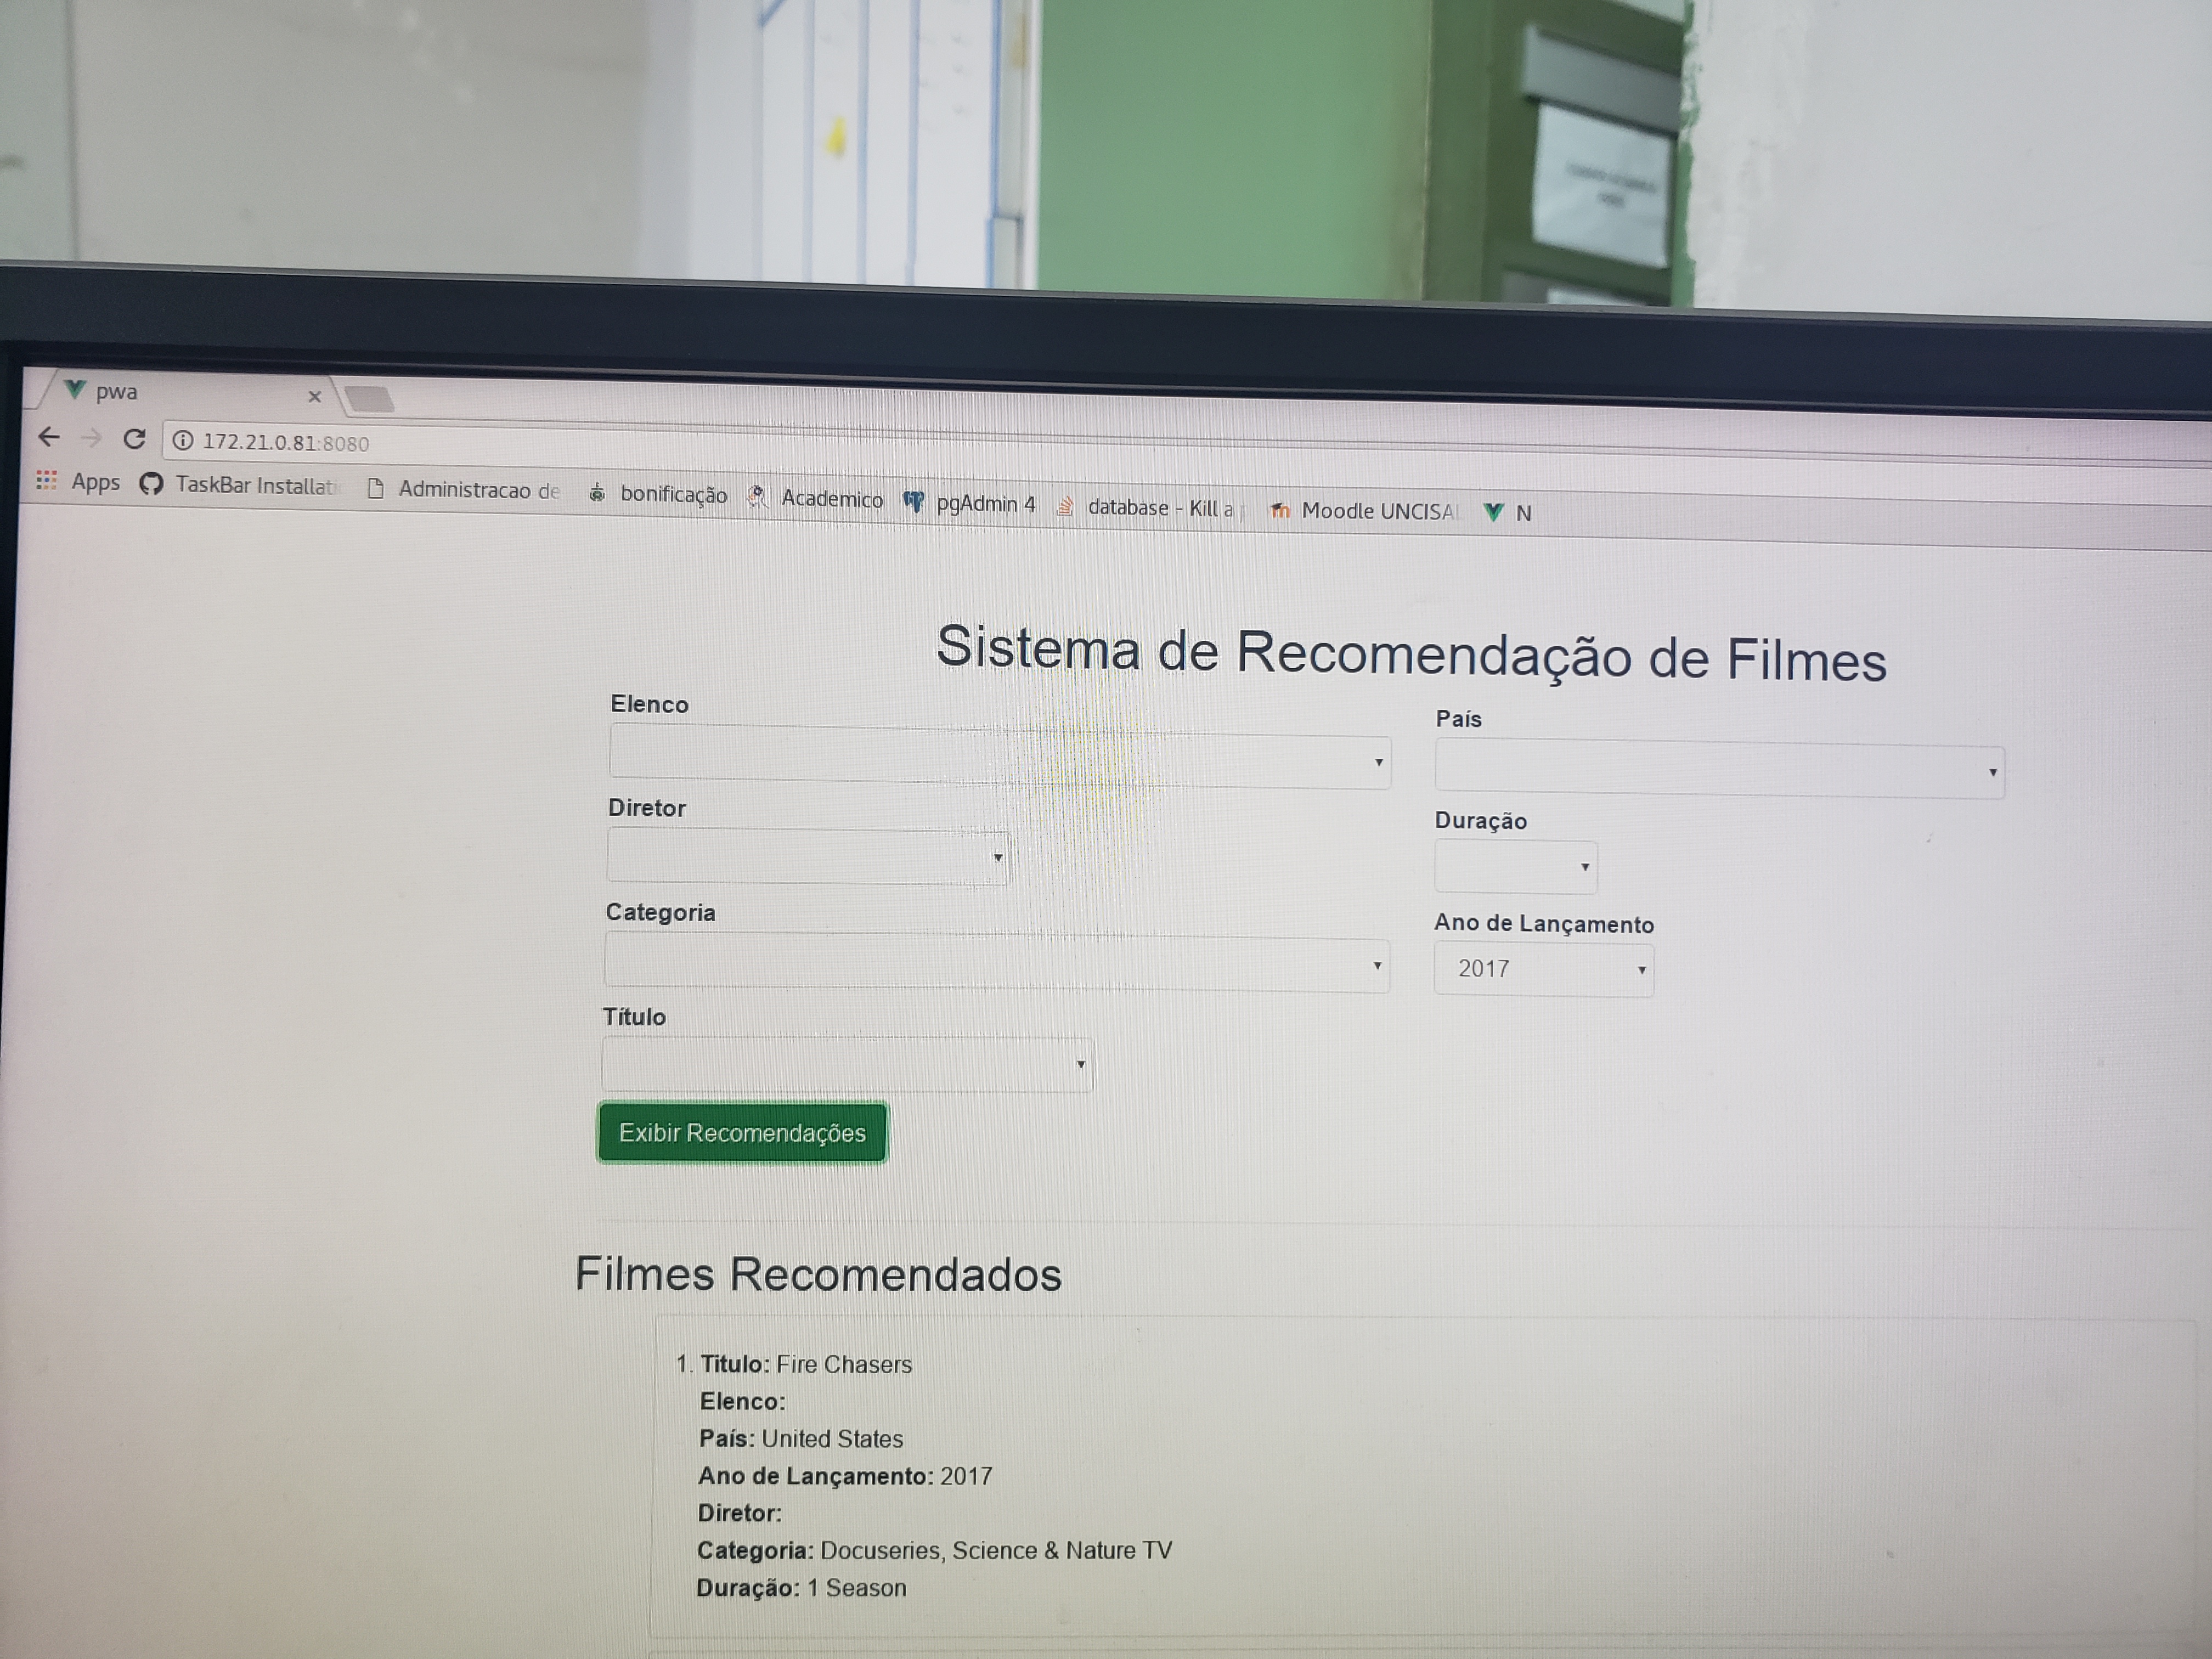 pwa
172.21.0.81:8080
Apps TaskBar Installati Administracao de bonificação Academico pgAdmin 4 database - Kill a Moodle UNCISAL N
Sistema de Recomendação de Filmes
Elenco País
Diretor Duração
Categoria Ano de Lançamento
2017
Título
Exibir Recomendações
Filmes Recomendados
1. Titulo: Fire Chasers
Elenco:
País: United States
Ano de Lançamento: 2017
Diretor:
Categoria: Docuseries, Science & Nature TV
Duração: 1 Season